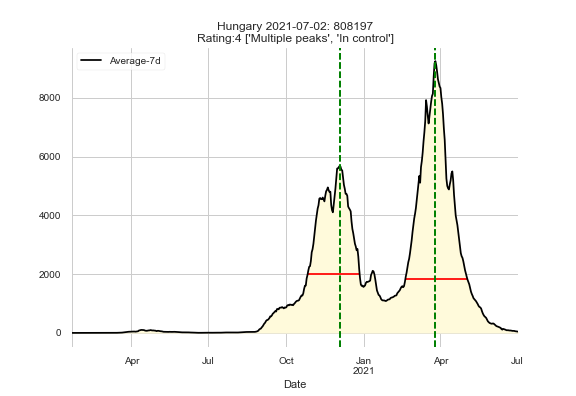 Hungary 2021-07-02: 808197
Rating:4 ['Multiple peaks', 'In control']
Average-7d
8000
6000
4000
2000
0
Apr
Jul
Oct
Jan
2021
Apr
Jul
Date